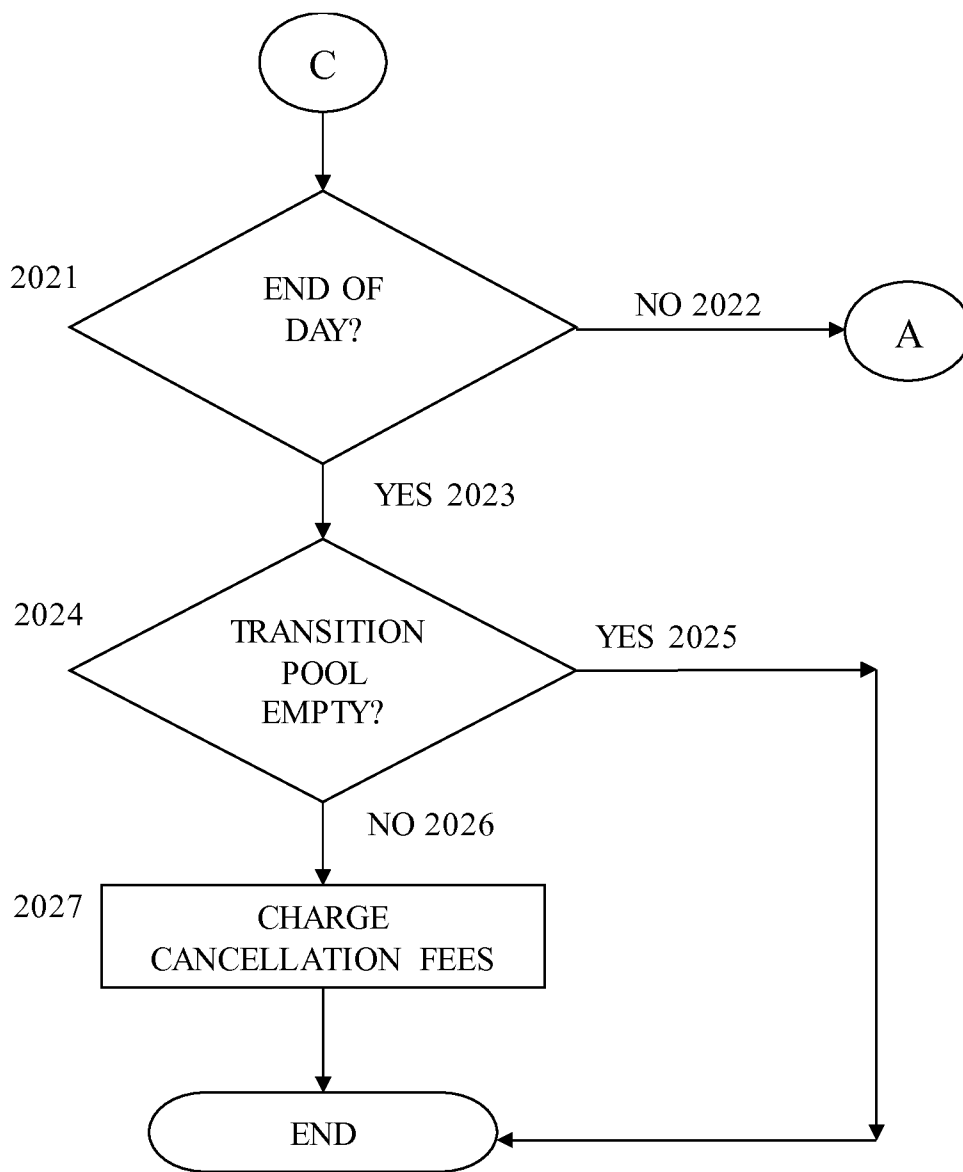 C
2021
END OF
DAY?
NO 2022
A
YES 2023
2024
TRANSITION
POOL
EMPTY?
YES 2025
NO 2026
2027
CHARGE
CANCELLATION FEES
END